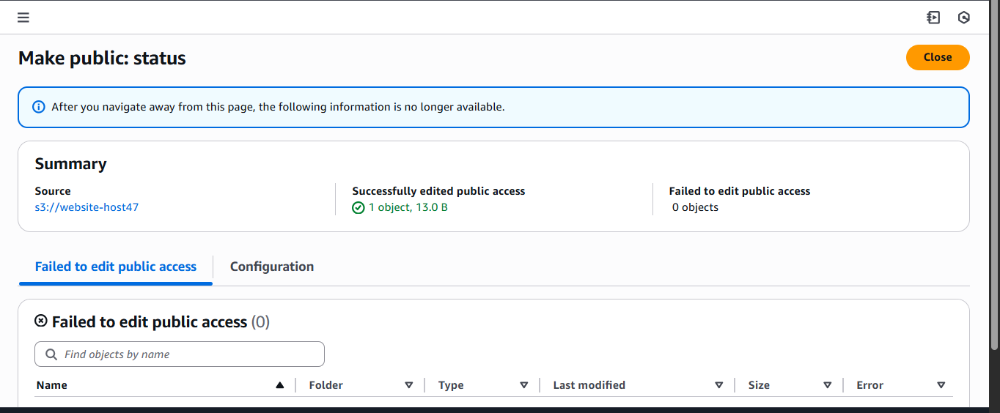 Make public: status
Close
After you navigate away from this page, the following information is no longer available.
Summary
Source
s3://website-host47
Successfully edited public access
1 object, 13.0 B
Failed to edit public access
0 objects
Failed to edit public access
Configuration
Failed to edit public access (0)
Find objects by name
Name Folder Type Last modified Size Error